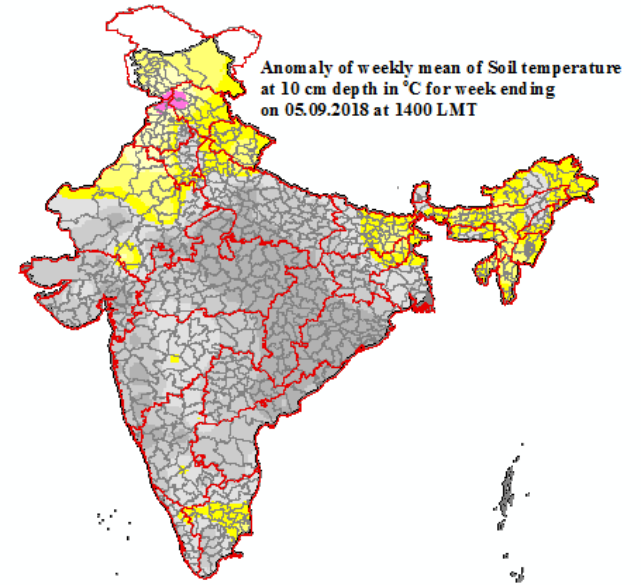 Anomaly of weekly mean of Soil temperature
at 10 cm depth in °C for week ending
on 05.09.2018 at 1400 LMT